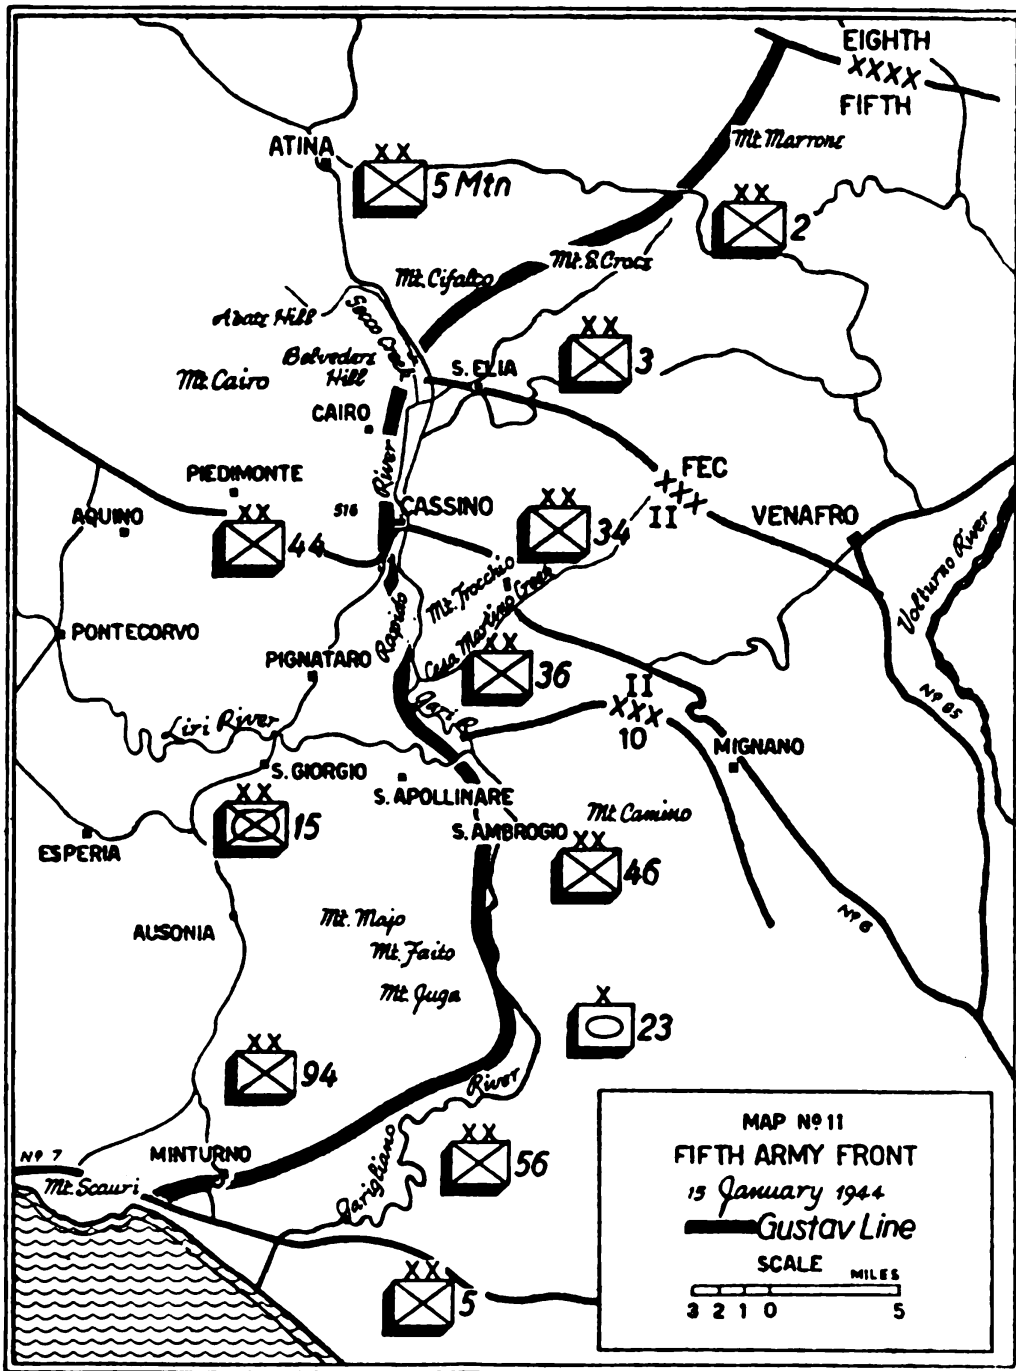 EIGHTH
XXXX
FIFTH
Mt. Marrone
ATINA
XX
5 Mtn
XX
2
Mt. S. Croce
Mt. Cifalco
Secco Creek
Abate Hill
Belvedere
Hill
Mt. Cairo
XX
3
S. ELIA
CAIRO
River
PIEDIMONTE
FEC
XXX
II
516
CASSINO
AQUINO
XX
44
XX
34
VENAFRO
Volturno River
Mt. Trocchio
Rapido
Casa Martino Creek
PONTECORVO
PIGNATARO
XX
36
II
XXX
10
Nº 85
Liri River
Gari R.
MIGNANO
S. GIORGIO
S. APOLLINARE
XX
15
Mt. Camino
S. AMBROGIO
XX
46
ESPERIA
Nº 6
AUSONIA
Mt. Majo
Mt. Faito
Mt. Juga
X
23
XX
94
River
Garigliano
Nº 7
MINTURNO
XX
56
Mt. Scauri
XX
5
MAP Nº 11
FIFTH ARMY FRONT
15 January 1944
Gustav Line
SCALE
MILES
3 2 1 0 5